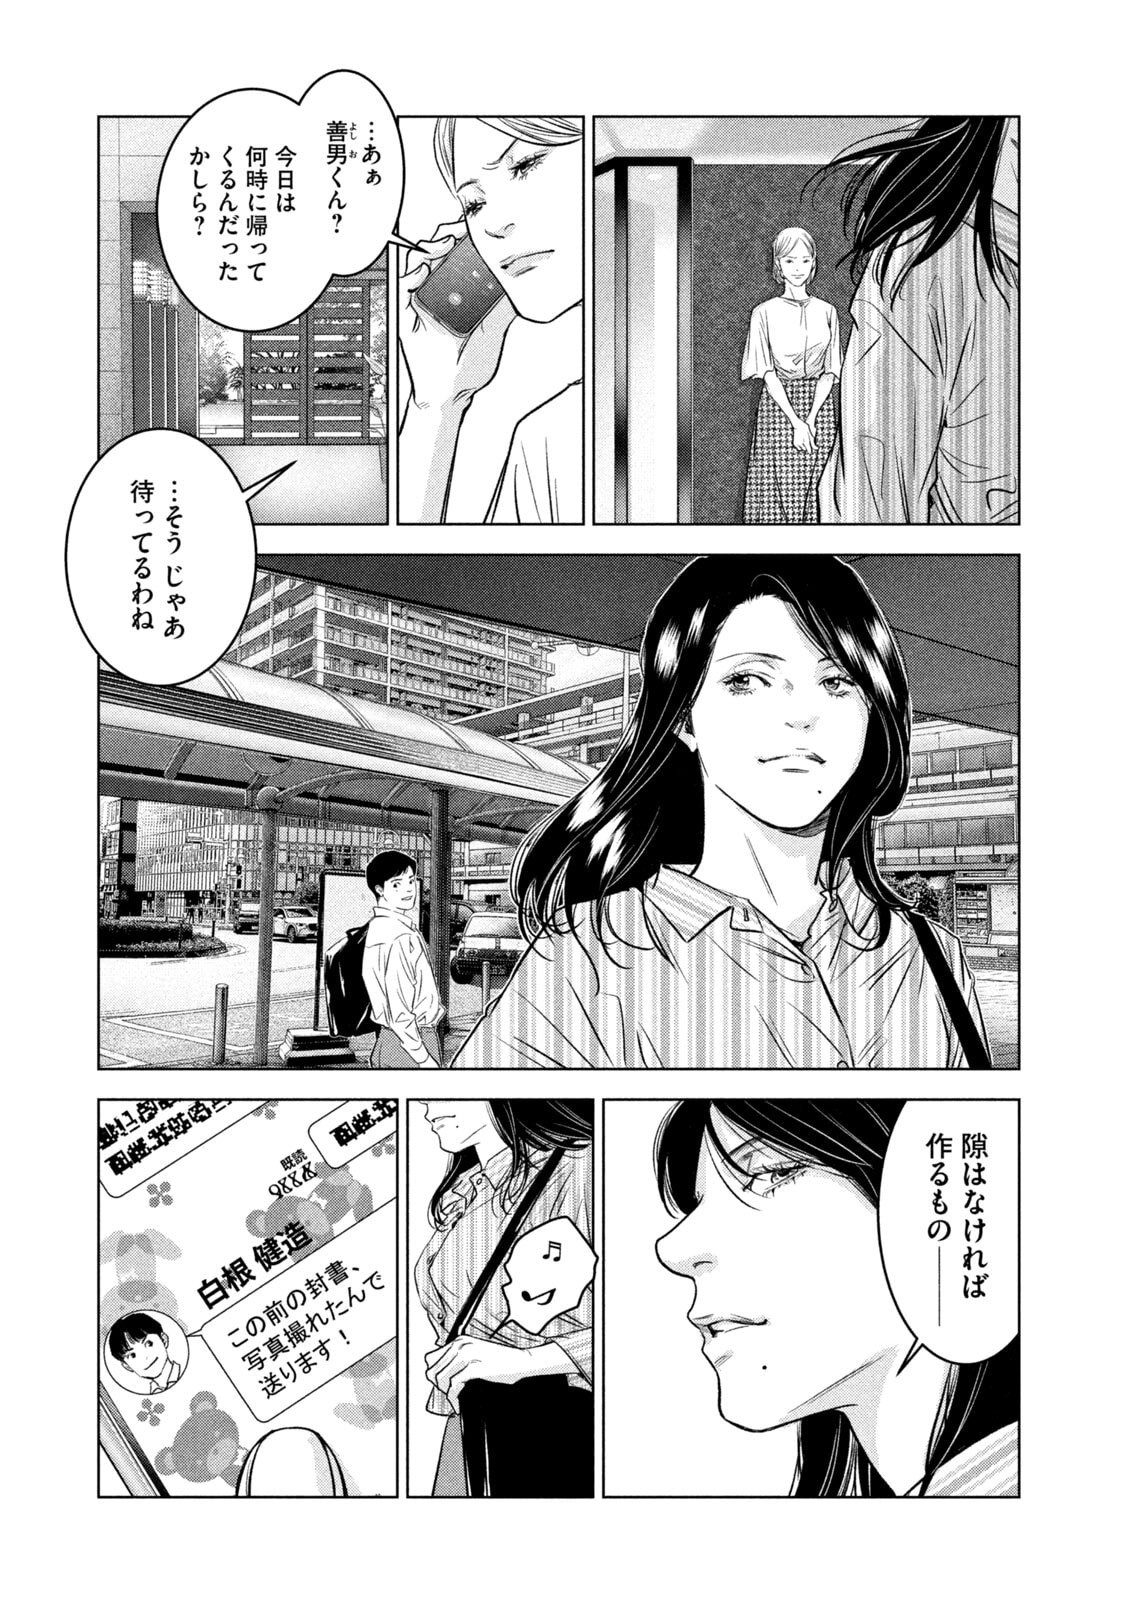 …あぁ
善男くん？
よし お
今日は
何時に帰って
くるんだった
かしら？
…そう じゃあ
待ってるわね
隙はなければ
作るもの──
♬
既読
白根 健造
この前の封書、
写真撮れたんで
送ります！